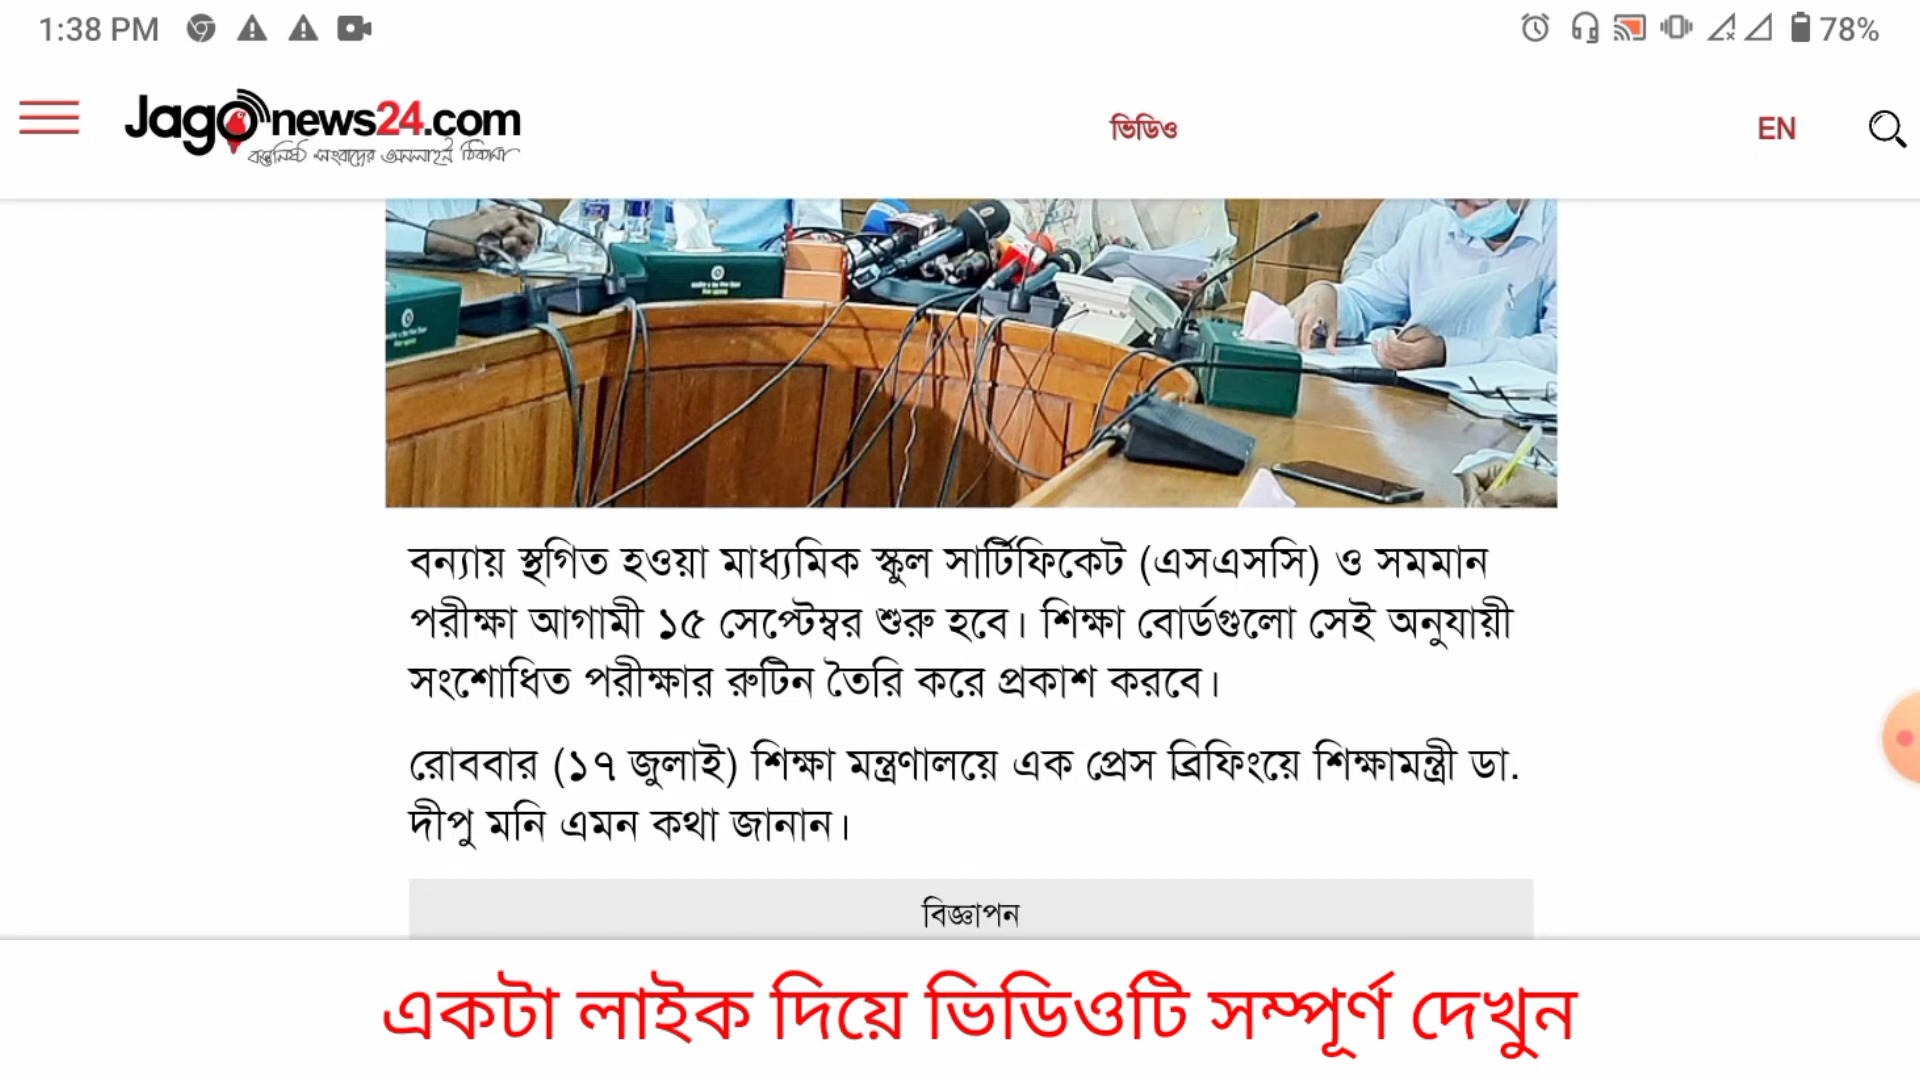 1:38 PM
78%
Jagonews24.com
বস্তুনিষ্ঠ সংবাদের অনলাইন ঠিকানা
ভিডিও
EN
বন্যায় স্থগিত হওয়া মাধ্যমিক স্কুল সার্টিফিকেট (এসএসসি) ও সমমান
পরীক্ষা আগামী ১৫ সেপ্টেম্বর শুরু হবে। শিক্ষা বোর্ডগুলো সেই অনুযায়ী
সংশোধিত পরীক্ষার রুটিন তৈরি করে প্রকাশ করবে।
রোববার (১৭ জুলাই) শিক্ষা মন্ত্রণালয়ে এক প্রেস ব্রিফিংয়ে শিক্ষামন্ত্রী ডা.
দীপু মনি এমন কথা জানান।
বিজ্ঞাপন
একটা লাইক দিয়ে ভিডিওটি সম্পূর্ণ দেখুন